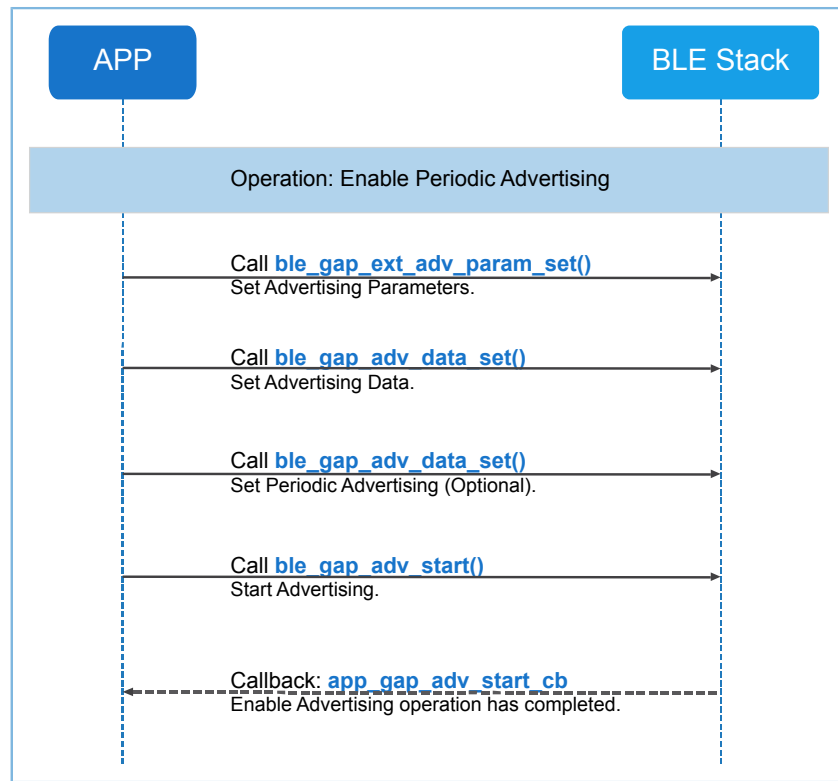 APP
BLE Stack
Operation: Enable Periodic Advertising
Call ble_gap_ext_adv_param_set()
Set Advertising Parameters.
Call ble_gap_adv_data_set()
Set Advertising Data.
Call ble_gap_adv_data_set()
Set Periodic Advertising (Optional).
Call ble_gap_adv_start()
Start Advertising.
Callback: app_gap_adv_start_cb
Enable Advertising operation has completed.